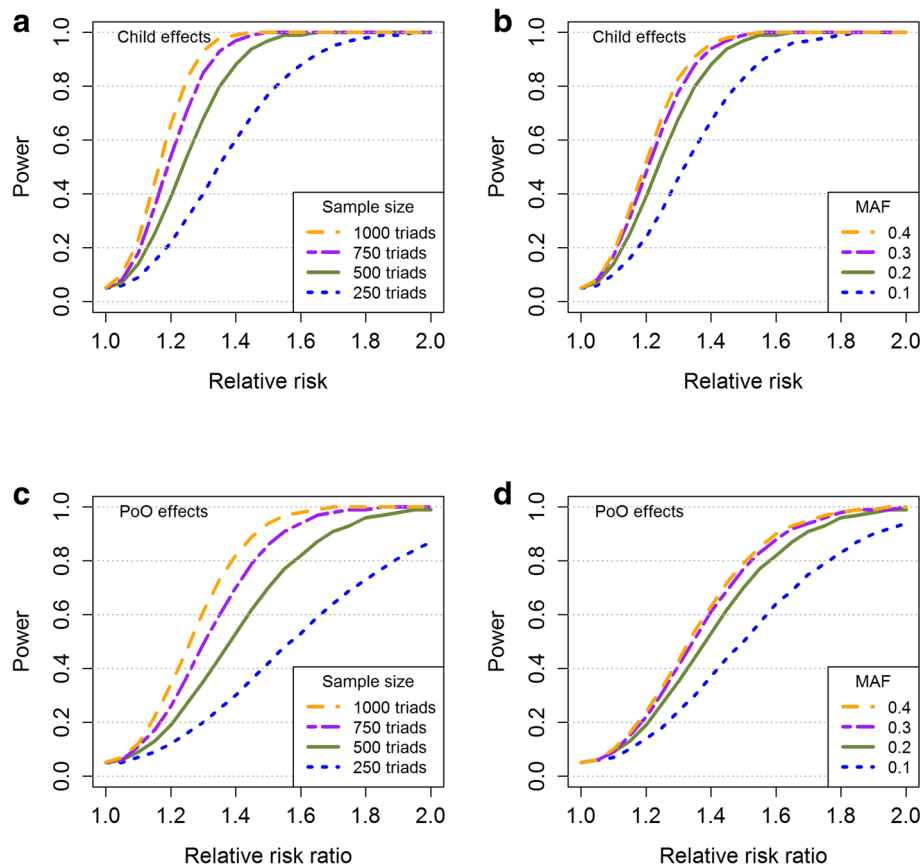 a
Child effects
Power
0.0 0.2 0.4 0.6 0.8 1.0
Sample size
1000 triads
750 triads
500 triads
250 triads
1.0 1.2 1.4 1.6 1.8 2.0
Relative risk
b
Child effects
Power
0.0 0.2 0.4 0.6 0.8 1.0
MAF
0.4
0.3
0.2
0.1
1.0 1.2 1.4 1.6 1.8 2.0
Relative risk
c
PoO effects
Power
0.0 0.2 0.4 0.6 0.8 1.0
Sample size
1000 triads
750 triads
500 triads
250 triads
1.0 1.2 1.4 1.6 1.8 2.0
Relative risk ratio
d
PoO effects
Power
0.0 0.2 0.4 0.6 0.8 1.0
MAF
0.4
0.3
0.2
0.1
1.0 1.2 1.4 1.6 1.8 2.0
Relative risk ratio